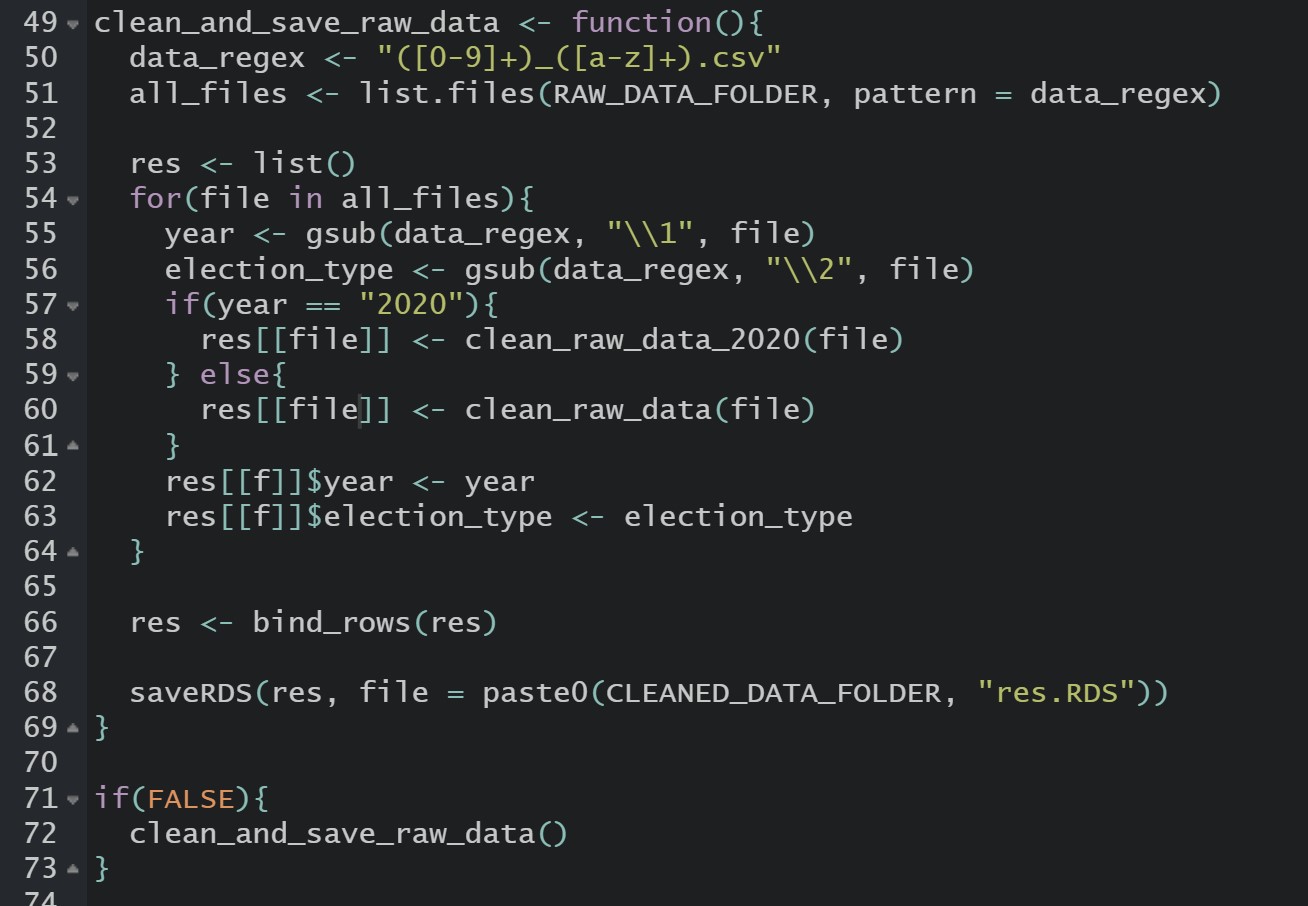 49 clean_and_save_raw_data <- function(){
50   data_regex <- "([0-9]+)_([a-z]+).csv"
51   all_files <- list.files(RAW_DATA_FOLDER, pattern = data_regex)
52
53   res <- list()
54   for(file in all_files){
55     year <- gsub(data_regex, "\\1", file)
56     election_type <- gsub(data_regex, "\\2", file)
57     if(year == "2020"){
58       res[[file]] <- clean_raw_data_2020(file)
59     } else{
60       res[[file]] <- clean_raw_data(file)
61     }
62     res[[f]]$year <- year
63     res[[f]]$election_type <- election_type
64   }
65
66   res <- bind_rows(res)
67
68   saveRDS(res, file = paste0(CLEANED_DATA_FOLDER, "res.RDS"))
69 }
70
71 if(FALSE){
72   clean_and_save_raw_data()
73 }
74